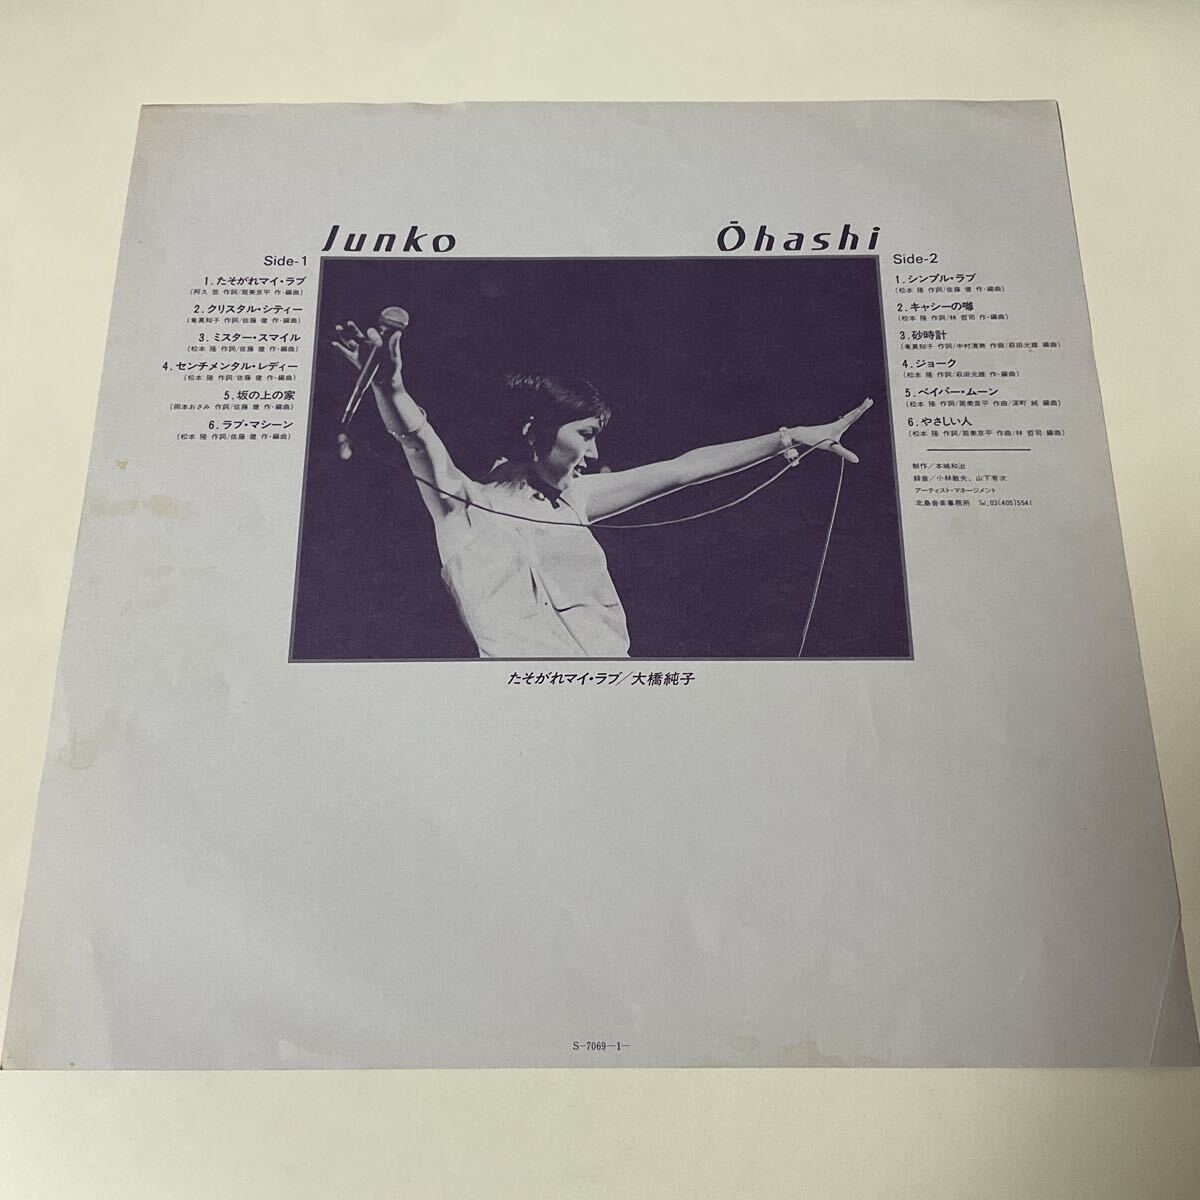 Junko Ōhashi
Side-1
1.たそがれマイ・ラブ
(阿久 悠 作詞/筒美京平 作・編曲)
2.クリスタル・シティー
(竜真知子 作詞/佐藤 健 作・編曲)
3.ミスター・スマイル
(松本 隆 作詞/佐藤 健 作・編曲)
4.センチメンタル・レディー
(松本 隆 作詞/佐藤 健 作・編曲)
5.坂の上の家
(岡本おさみ 作詞/佐藤 健 作・編曲)
6.ラブ・マシーン
(松本 隆 作詞/佐藤 健 作・編曲)
Side-2
1.シンプル・ラブ
(松本 隆 作詞/佐藤 健 作・編曲)
2.キャシーの噂
(松本 隆 作詞/林 哲司 作・編曲)
3.砂時計
(竜真知子 作詞/中村清寿 作曲/萩田光雄 編曲)
4.ジョーク
(松本 隆 作詞/萩田光雄 作・編曲)
5.ペイパー・ムーン
(松本 隆 作詞/筒美京平 作曲/深町 純 編曲)
6.やさしい人
(松本 隆 作詞/筒美京平 作曲/林 哲司 編曲)
制作/本城和治
録音/小林敏夫、山下有次
アーティスト・マネージメント
北島音楽事務所 Tel.03(405)5541
たそがれマイ・ラブ/大橋純子
S-7069-1-